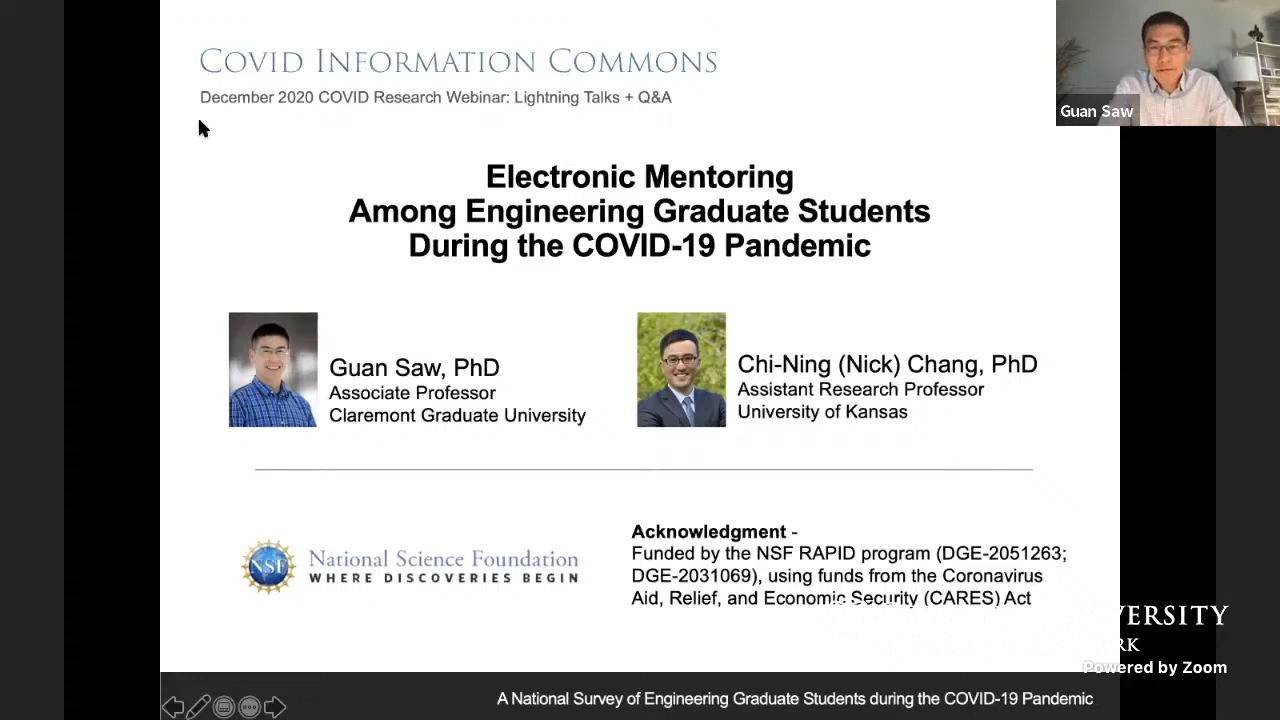 COVID INFORMATION COMMONS
December 2020 COVID Research Webinar: Lightning Talks + Q&A
Guan Saw
Electronic Mentoring
Among Engineering Graduate Students
During the COVID-19 Pandemic
Guan Saw, PhD
Associate Professor
Claremont Graduate University
Chi-Ning (Nick) Chang, PhD
Assistant Research Professor
University of Kansas
NSF
National Science Foundation
WHERE DISCOVERIES BEGIN
Acknowledgment -
Funded by the NSF RAPID program (DGE-2051263;
DGE-2031069), using funds from the Coronavirus
Aid, Relief, and Economic Security (CARES) Act
VERSITY
RK
Powered by Zoom
A National Survey of Engineering Graduate Students during the COVID-19 Pandemic